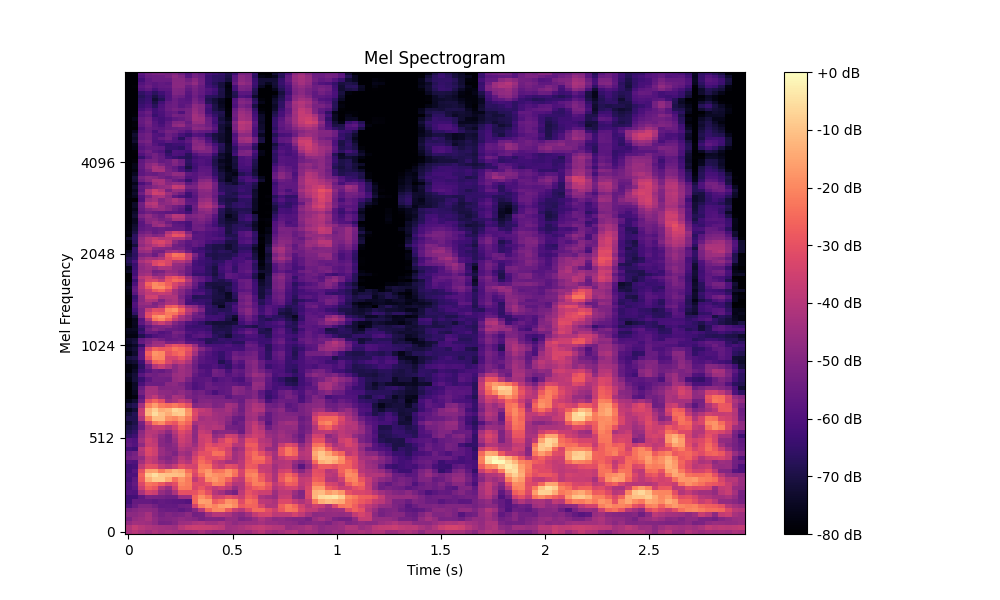 Mel Spectrogram
Mel Frequency
4096
2048
1024
512
0
0
0.5
1
1.5
2
2.5
Time (s)
+0 dB
-10 dB
-20 dB
-30 dB
-40 dB
-50 dB
-60 dB
-70 dB
-80 dB